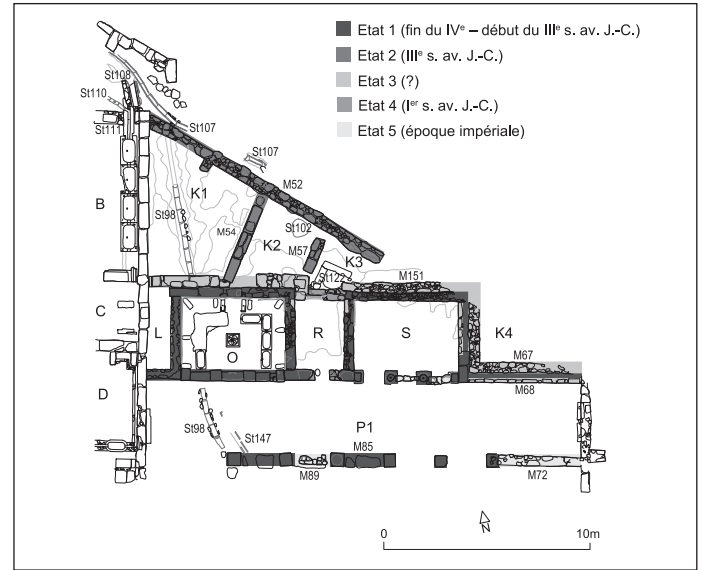 Etat 1 (fin du IVe – début du IIIe s. av. J.-C.)
Etat 2 (IIIe s. av. J.-C.)
Etat 3 (?)
Etat 4 (Ier s. av. J.-C.)
Etat 5 (époque impériale)
St108
St110
St111
St107
St107
M52
B
K1
St98
M54
K2
St102
M57
K3
St122
M151
C
L
O
R
S
K4
M67
M68
D
St98
St147
P1
M85
M89
M72
N
0
10m